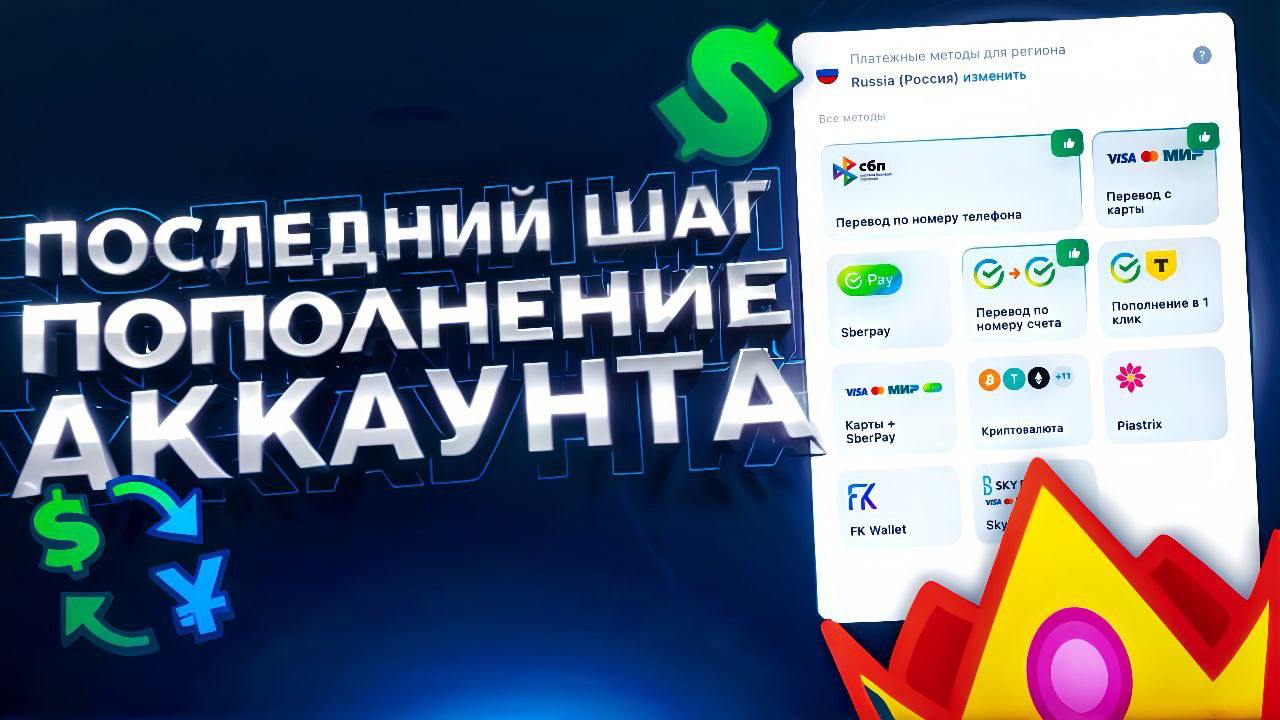 ПОСЛЕДНИЙ ШАГ
ПОПОЛНЕНИЕ
АККАУНТА
Платежные методы для региона
Russia (Россия) изменить
?
Все методы
сбп
Перевод по номеру телефона
VISA МИР
Перевод с
карты
Pay
Sberpay
Перевод по
номеру счета
Т
Пополнение в 1
клик
VISA МИР Pay
Карты +
SberPay
+11
Криптовалюта
Piastrix
FK
FK Wallet
SKY
VISA
Sky